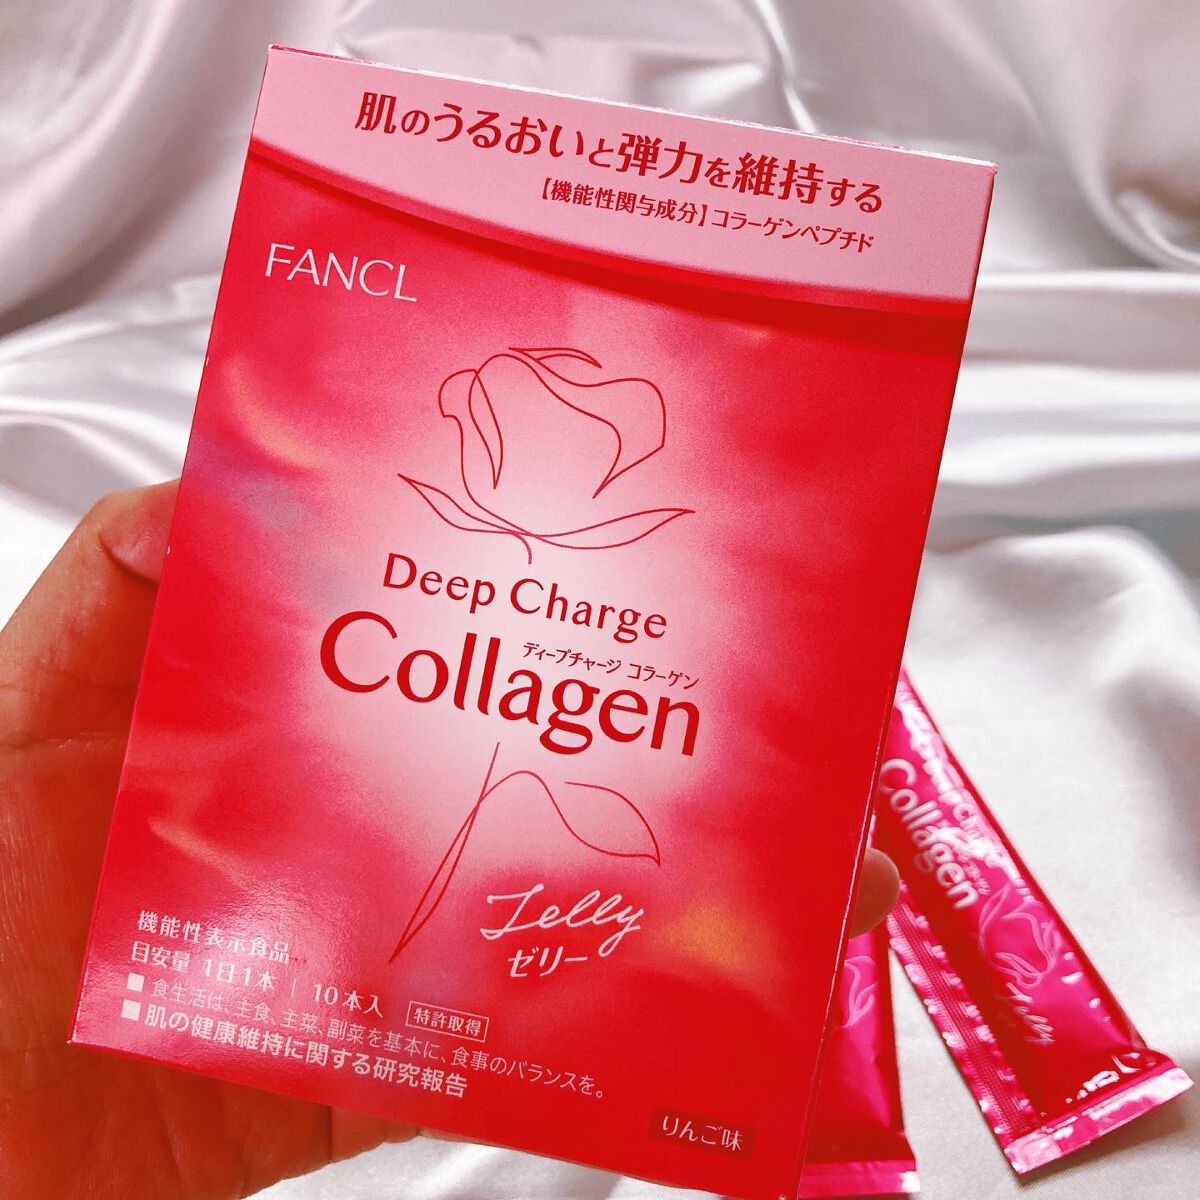 肌のうるおいと弾力を維持する
【機能性関与成分】コラーゲンペプチド
FANCL
Deep Charge
ディープチャージ コラーゲン
Collagen
Jelly
ゼリー
機能性表示食品
目安量 1日1本 | 10本入 特許取得
■食生活は、主食、主菜、副菜を基本に、食事のバランスを。
■肌の健康維持に関する研究報告
りんご味
Collagen
Jelly